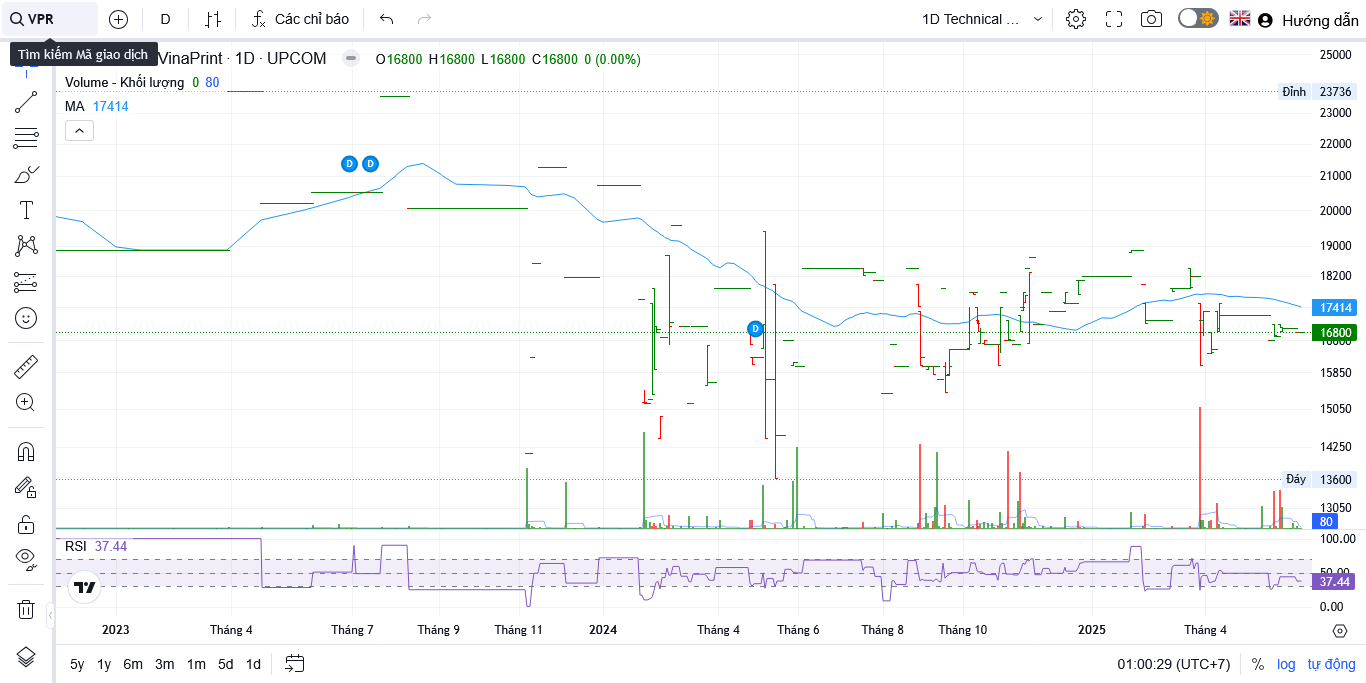 VPR D Các chỉ báo 1D Technical ... Hướng dẫn
Tìm kiếm Mã giao dịch
VinaPrint · 1D · UPCOM O16800 H16800 L16800 C16800 0 (0.00%)
Volume - Khối lượng 0 80
MA 17414
25000
Đỉnh 23736
23000
22000
21000
20000
19000
18200
17414
16800
16000
15850
15050
14250
Đáy 13600
13050
80
D D
D
RSI 37.44
100.00
50.00
37.44
0.00
2023 Tháng 4 Tháng 7 Tháng 9 Tháng 11 2024 Tháng 4 Tháng 6 Tháng 8 Tháng 10 2025 Tháng 4
5y 1y 6m 3m 1m 5d 1d 01:00:29 (UTC+7) % log tự động